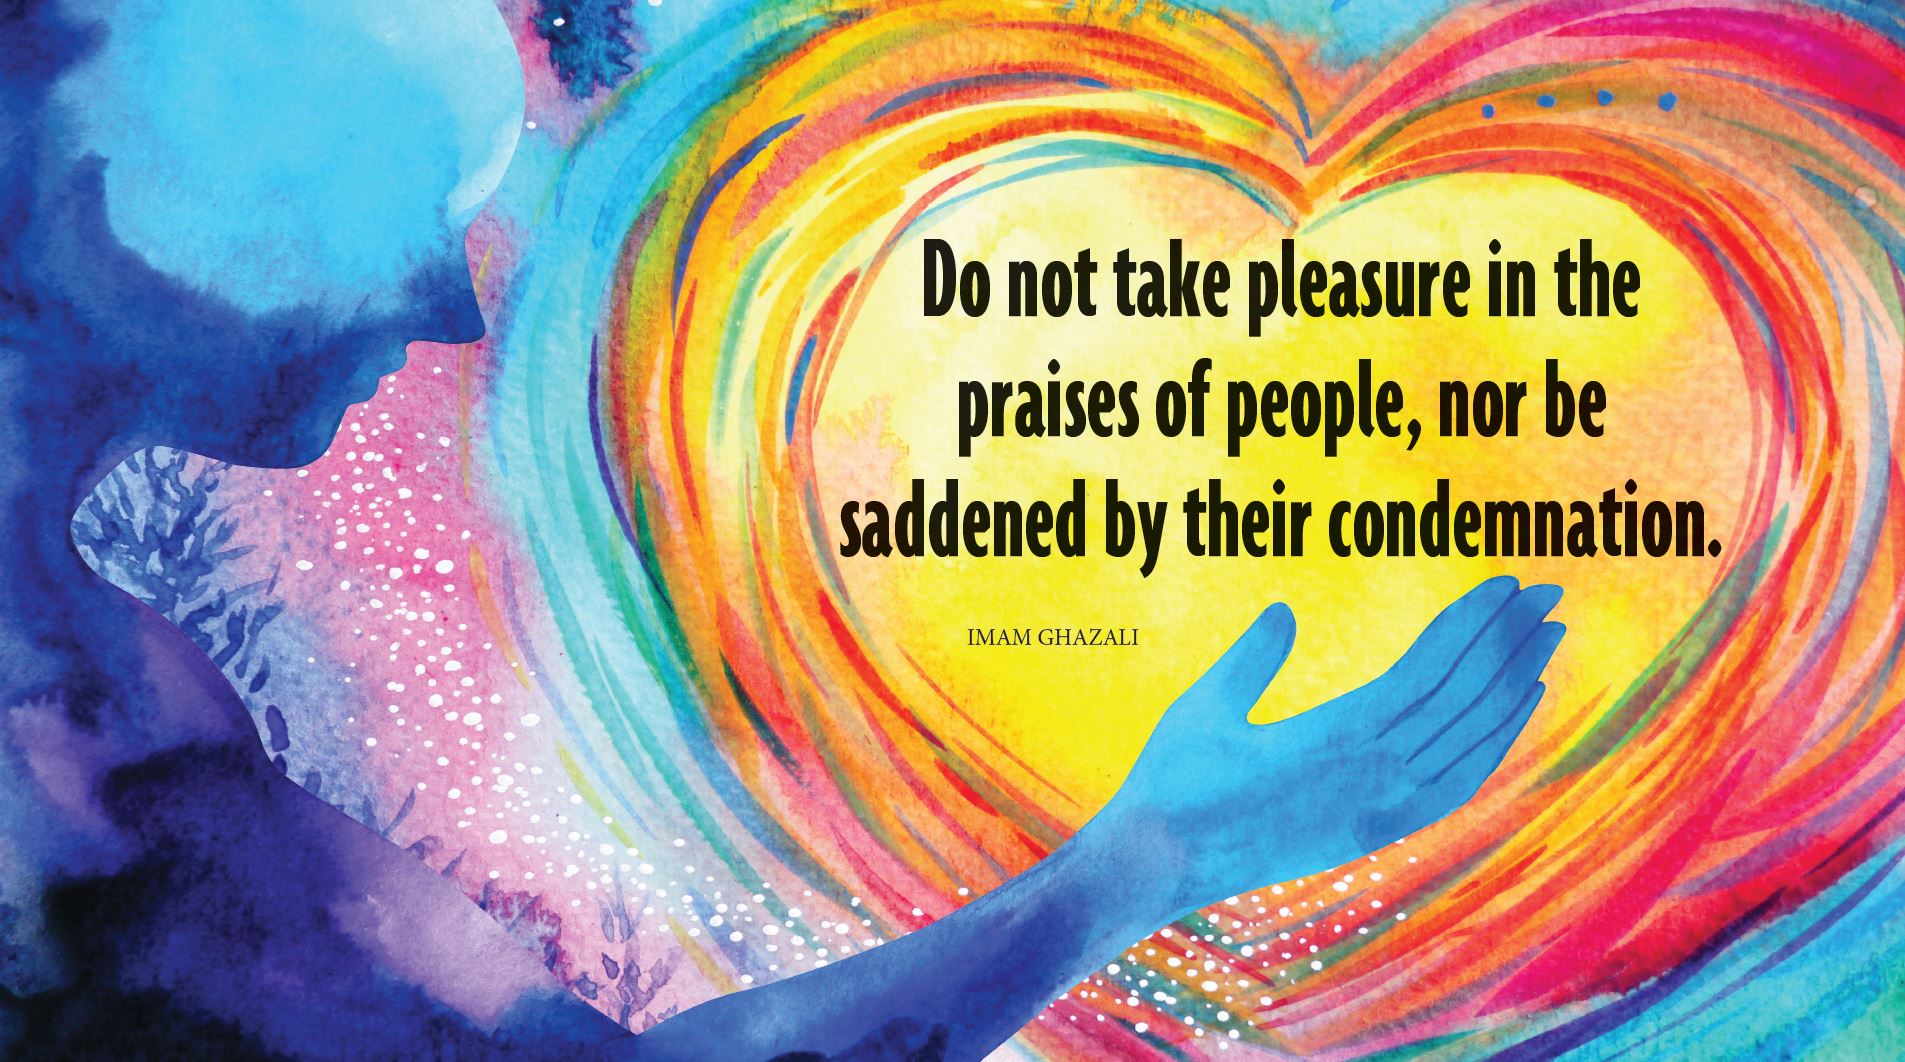 Do not take pleasure in the
praises of people, nor be
saddened by their condemnation.
IMAM GHAZALI